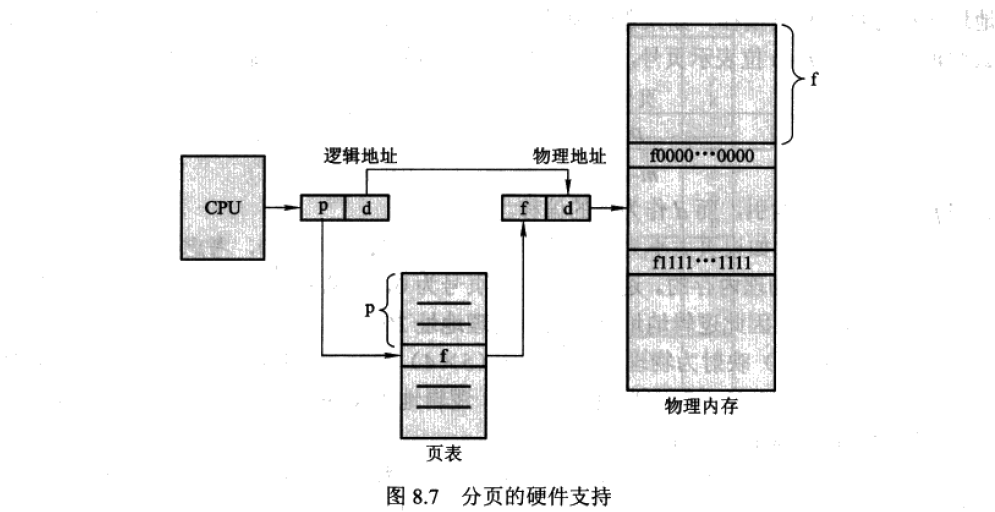 f
f0000···0000
逻辑地址
物理地址
CPU
p d
f d
f1111···1111
p
f
物理内存
页表
图 8.7 分页的硬件支持